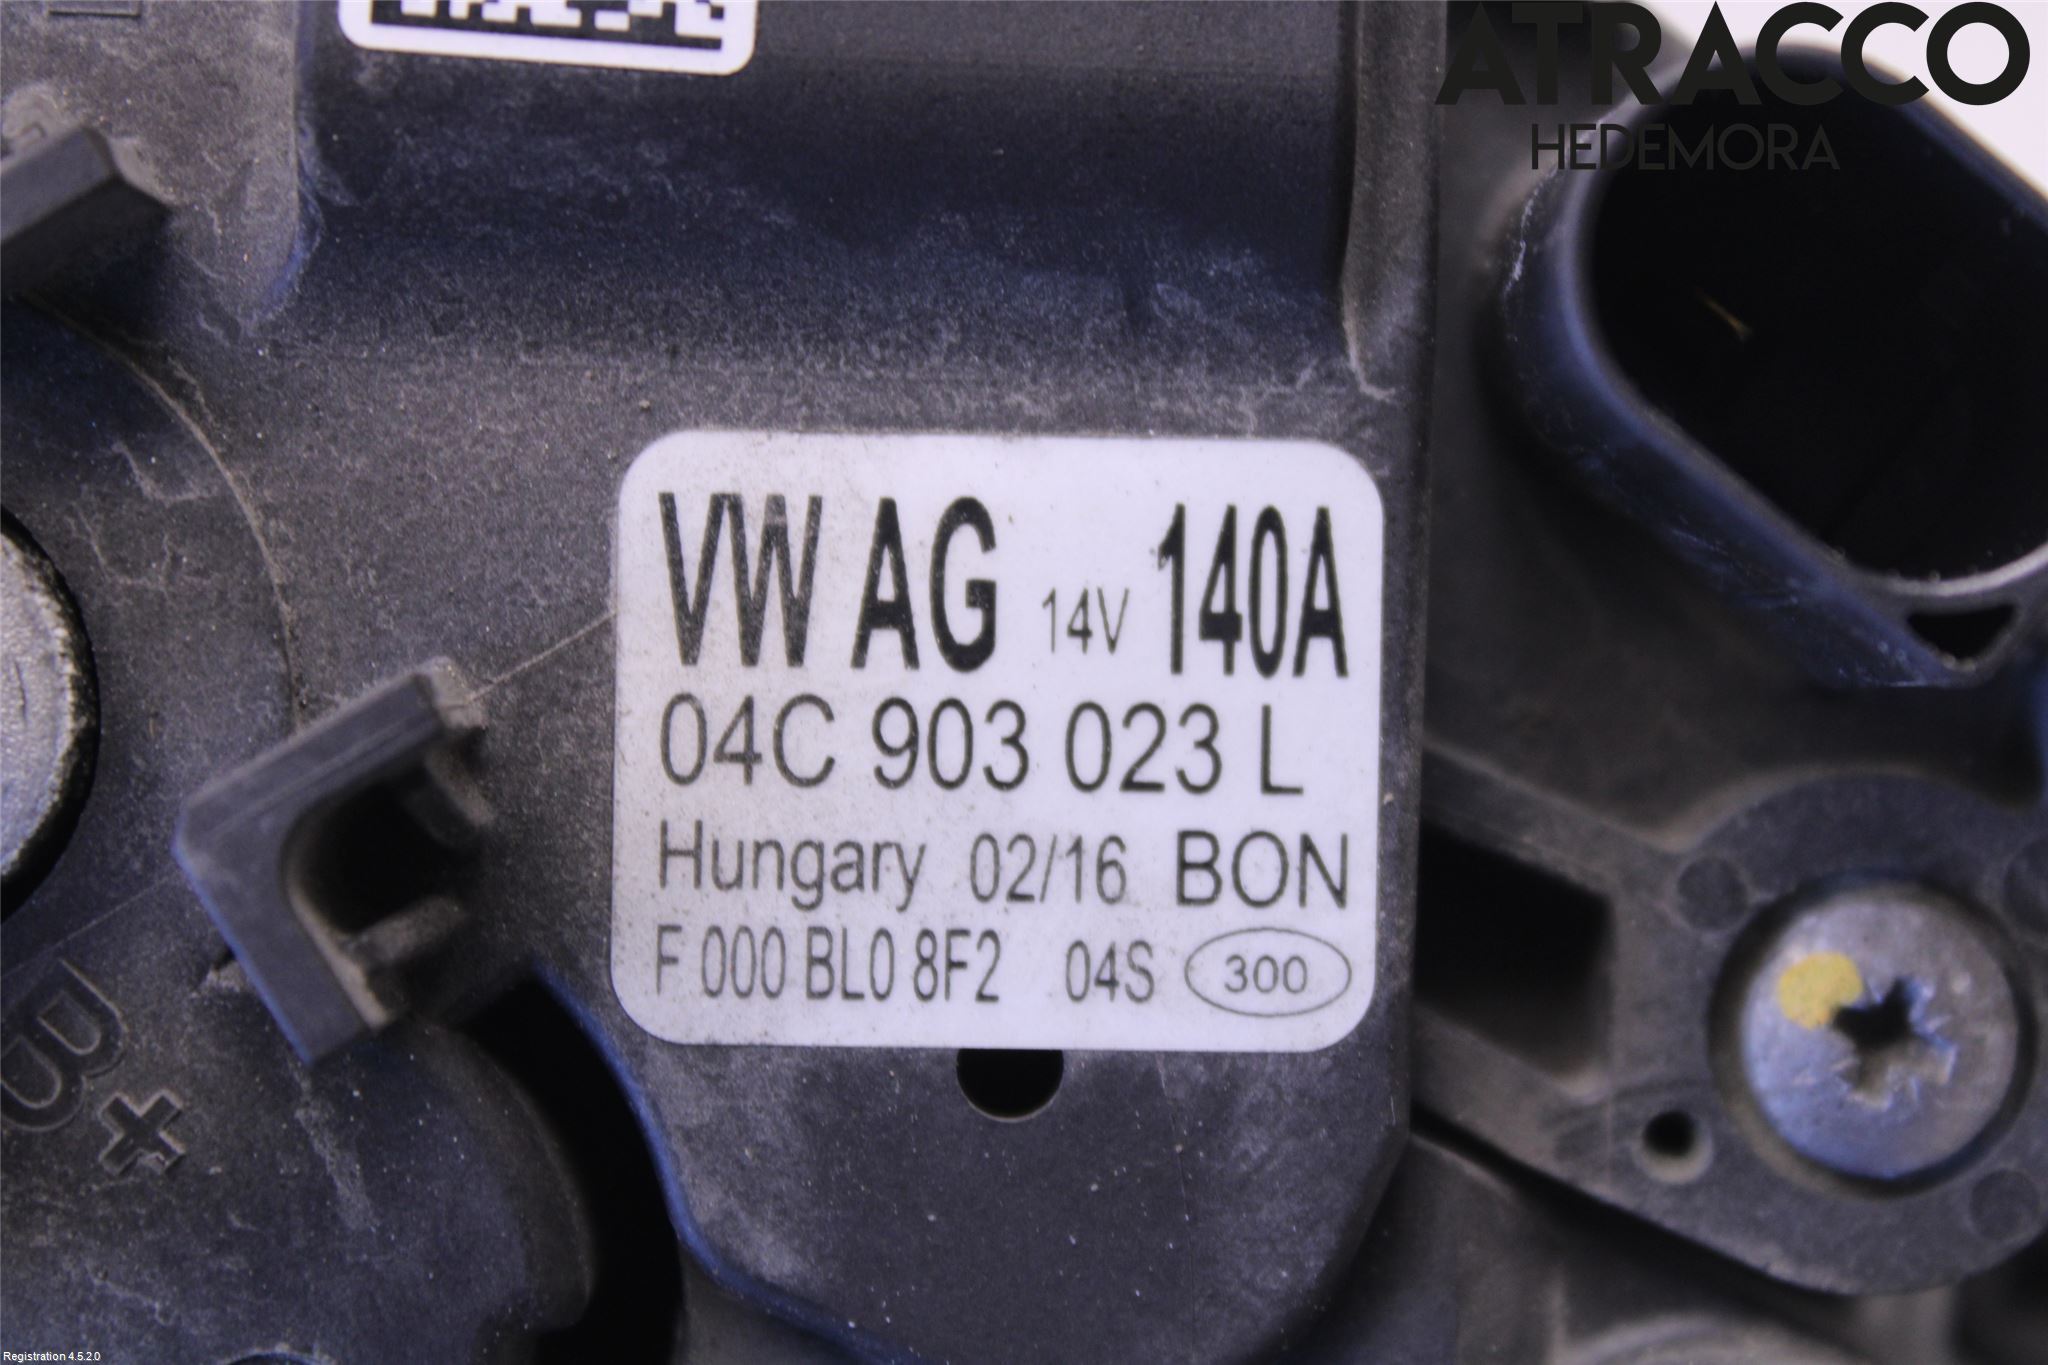 ATRACCO
HEDEMORA
VW AG 14V 140A
04C 903 023 L
Hungary 02/16 BON
F 000 BL0 8F2 04S 300
B+
Registration 4.5.2.0